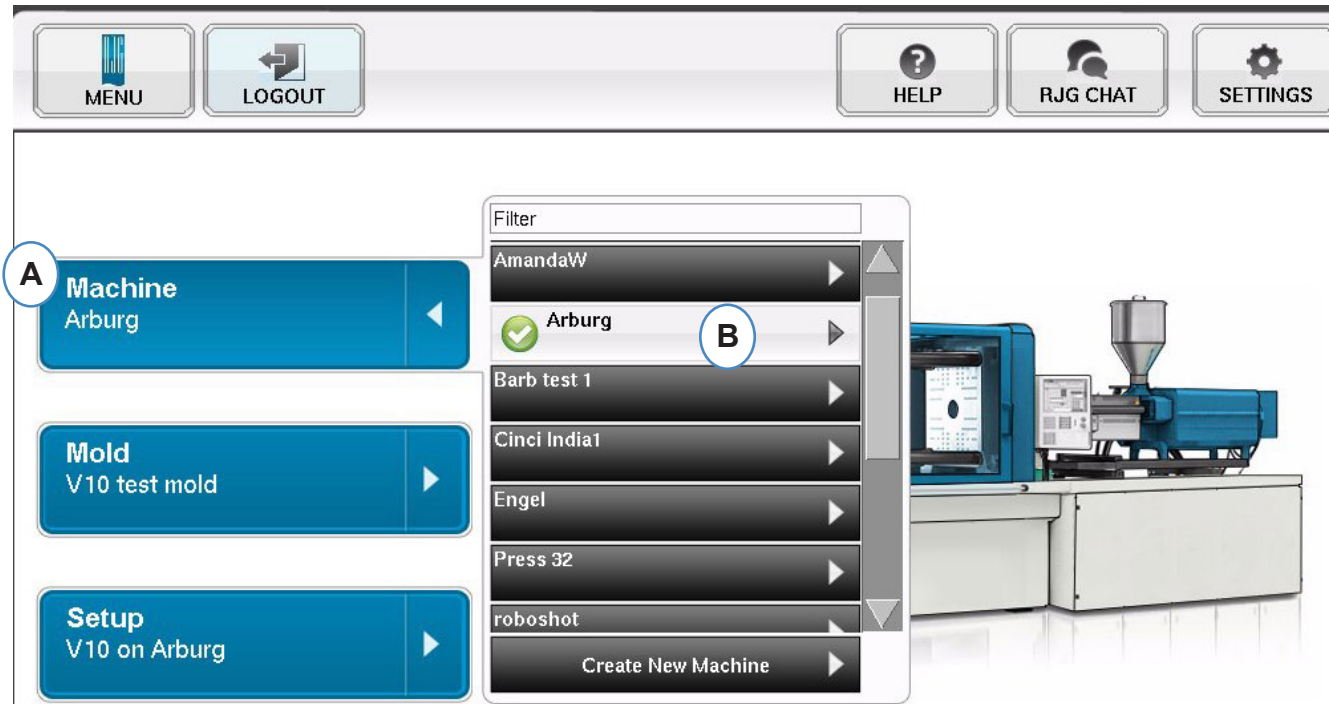 MENU
LOGOUT
HELP
RJG CHAT
SETTINGS
A
Machine
Arburg
Mold
V10 test mold
Setup
V10 on Arburg
Filter
AmandaW
Arburg
B
Barb test 1
Cinci India1
Engel
Press 32
roboshot
Create New Machine